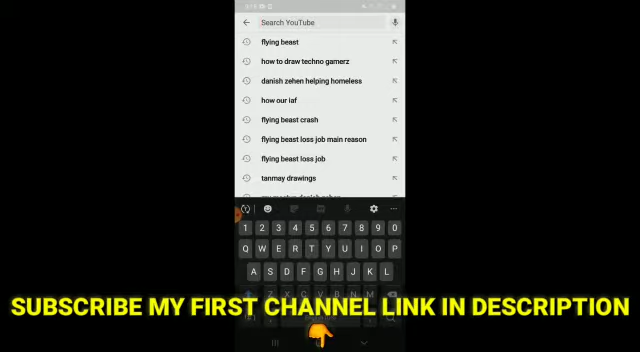 Search YouTube
flying beast
how to draw techno gamerz
danish zehen helping homeless
how our iaf
flying beast crash
flying beast loss job main reason
flying beast loss job
tanmay drawings
1 2 3 4 5 6 7 8 9 0
Q W E R T Y U I O P
A S D F G H J K L
Z X C V B N M
SUBSCRIBE MY FIRST CHANNEL LINK IN DESCRIPTION